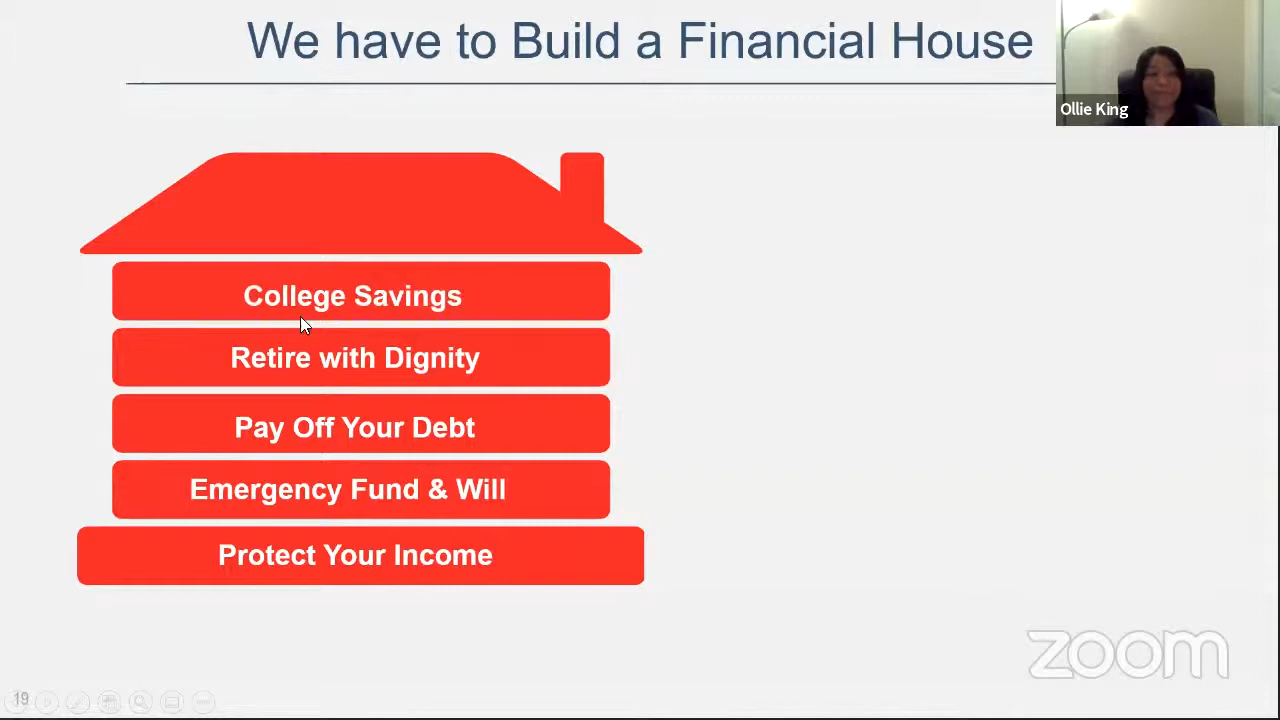 We have to Build a Financial House
Ollie King
College Savings
Retire with Dignity
Pay Off Your Debt
Emergency Fund & Will
Protect Your Income
zoom
19